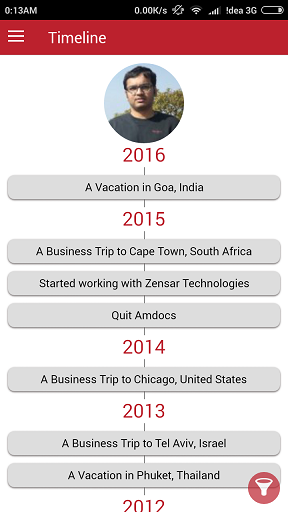 0:13AM 0.00K/s !dea 3G
Timeline
2016
A Vacation in Goa, India
2015
A Business Trip to Cape Town, South Africa
Started working with Zensar Technologies
Quit Amdocs
2014
A Business Trip to Chicago, United States
2013
A Business Trip to Tel Aviv, Israel
A Vacation in Phuket, Thailand
2012